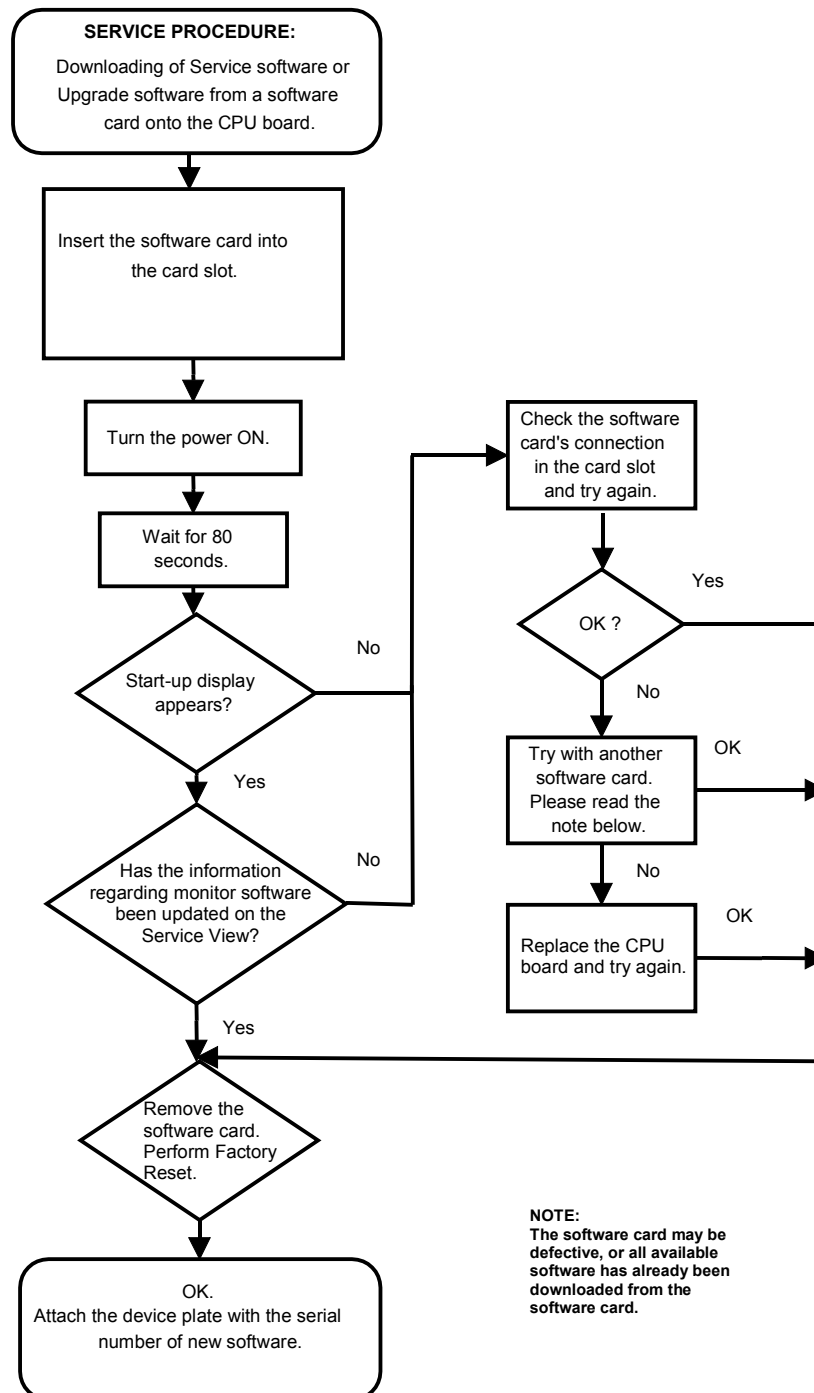 SERVICE PROCEDURE:
Downloading of Service software or
Upgrade software from a software
card onto the CPU board.
Insert the software card into
the card slot.
Turn the power ON.
Wait for 80
seconds.
Start-up display
appears?
No
Yes
Has the information
regarding monitor software
been updated on the
Service View?
No
Yes
Remove the
software card.
Perform Factory
Reset.
OK.
Attach the device plate with the serial
number of new software.
Check the software
card's connection
in the card slot
and try again.
OK ?
Yes
No
Try with another
software card.
Please read the
note below.
OK
No
Replace the CPU
board and try again.
OK
NOTE:
The software card may be
defective, or all available
software has already been
downloaded from the
software card.